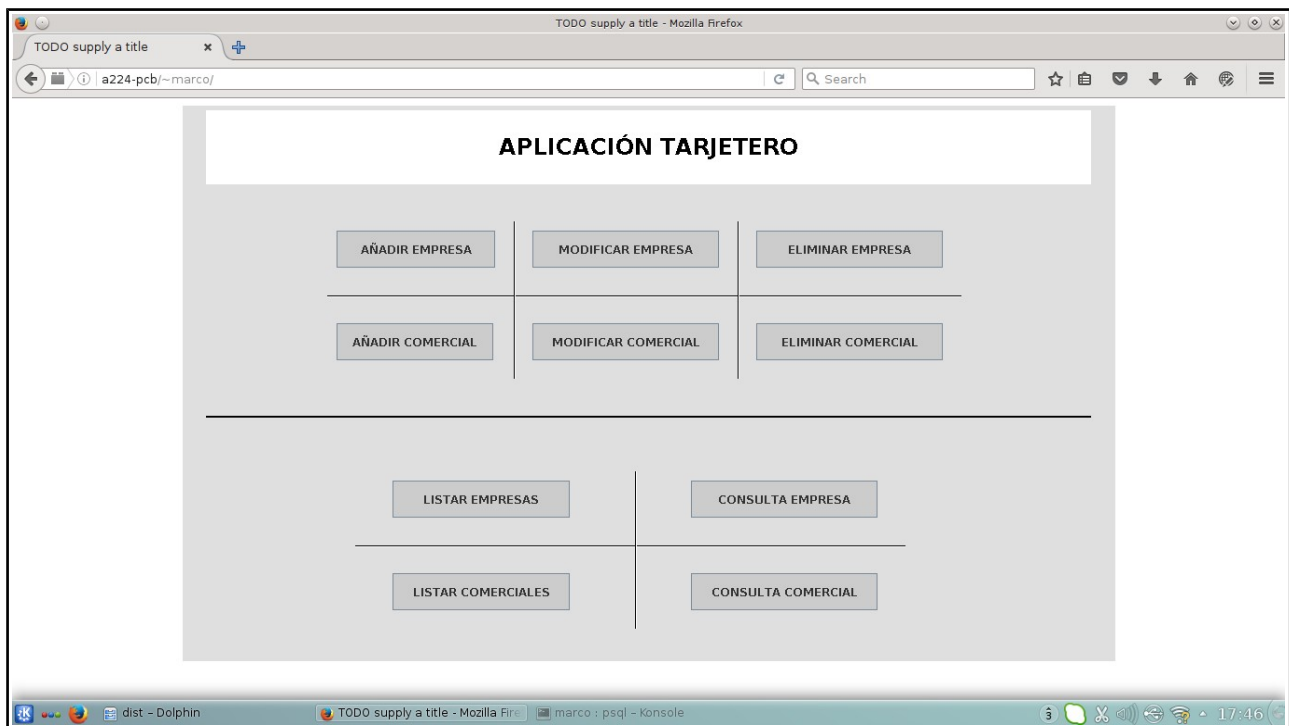 TODO supply a title - Mozilla Firefox
TODO supply a title
a224-pcb/~marco/
Search
APLICACIÓN TARJETERO
AÑADIR EMPRESA MODIFICAR EMPRESA ELIMINAR EMPRESA
AÑADIR COMERCIAL MODIFICAR COMERCIAL ELIMINAR COMERCIAL
LISTAR EMPRESAS CONSULTA EMPRESA
LISTAR COMERCIALES CONSULTA COMERCIAL
dist – Dolphin TODO supply a title - Mozilla Fire marco : psql – Konsole 17:46